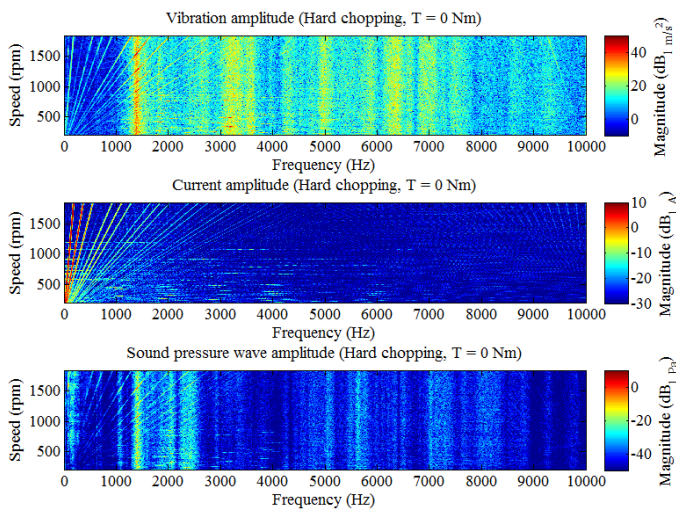 Vibration amplitude (Hard chopping, T = 0 Nm)
Speed (rpm)
1500
1000
500
0 1000 2000 3000 4000 5000 6000 7000 8000 9000 10000
Frequency (Hz)
40
20
0
Magnitude (dB1 m/s²)
Current amplitude (Hard chopping, T = 0 Nm)
Speed (rpm)
1500
1000
500
0 1000 2000 3000 4000 5000 6000 7000 8000 9000 10000
Frequency (Hz)
10
0
-10
-20
-30
Magnitude (dB1 A)
Sound pressure wave amplitude (Hard chopping, T = 0 Nm)
Speed (rpm)
1500
1000
500
0 1000 2000 3000 4000 5000 6000 7000 8000 9000 10000
Frequency (Hz)
0
-20
-40
Magnitude (dB1 Pa)